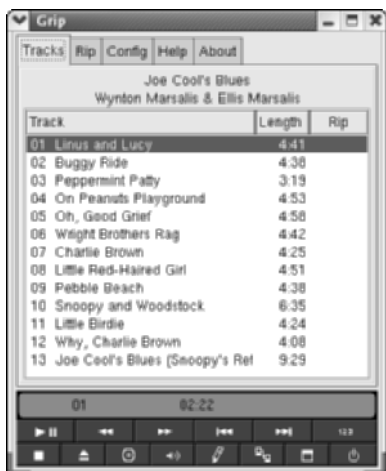 Grip
Tracks Rip Config Help About
Joe Cool's Blues
Wynton Marsalis & Ellis Marsalis
Track Length Rip
01 Linus and Lucy 4:41
02 Buggy Ride 4:38
03 Peppermint Patty 3:19
04 On Peanuts Playground 4:53
05 Oh, Good Grief 4:58
06 Wright Brothers Rag 4:42
07 Charlie Brown 4:25
08 Little Red-Haired Girl 4:51
09 Pebble Beach 4:38
10 Snoopy and Woodstock 6:35
11 Little Birdie 4:24
12 Why, Charlie Brown 4:08
13 Joe Cool's Blues (Snoopy's Ret 9:29
01 02:22
123